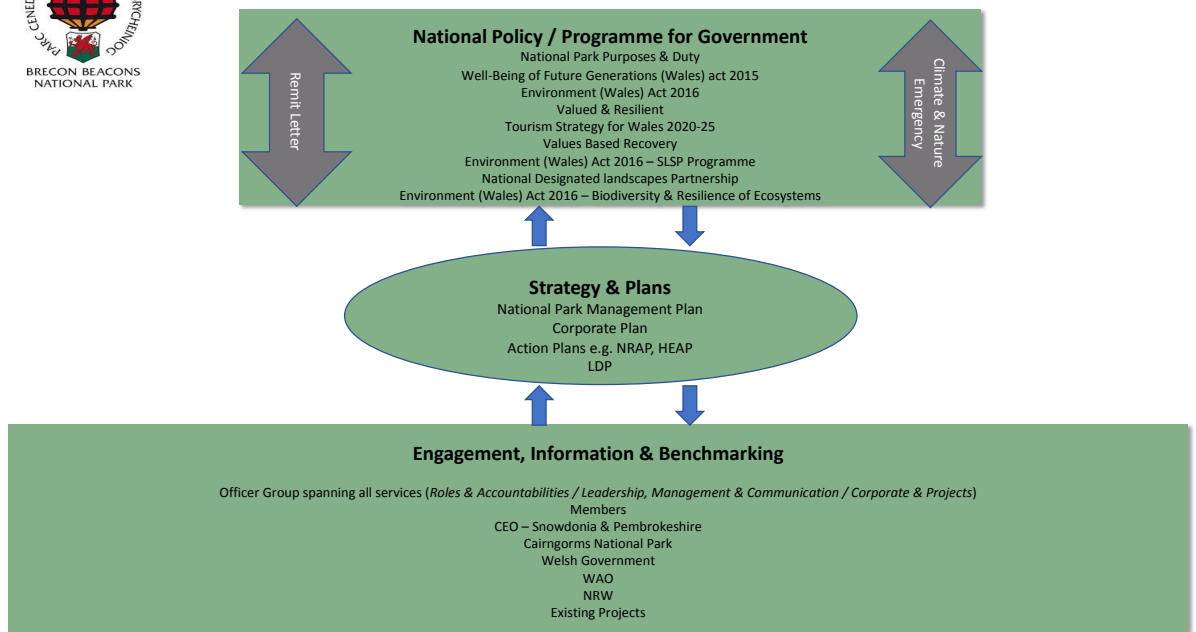 PARC CENED
RYCHEINIOG
BRECON BEACONS
NATIONAL PARK
National Policy / Programme for Government
National Park Purposes & Duty
Well-Being of Future Generations (Wales) act 2015
Environment (Wales) Act 2016
Valued & Resilient
Tourism Strategy for Wales 2020-25
Values Based Recovery
Environment (Wales) Act 2016 – SLSP Programme
National Designated landscapes Partnership
Environment (Wales) Act 2016 – Biodiversity & Resilience of Ecosystems
Remit Letter
Climate & Nature
Emergency
Strategy & Plans
National Park Management Plan
Corporate Plan
Action Plans e.g. NRAP, HEAP
LDP
Engagement, Information & Benchmarking
Officer Group spanning all services (Roles & Accountabilities / Leadership, Management & Communication / Corporate & Projects)
Members
CEO – Snowdonia & Pembrokeshire
Cairngorms National Park
Welsh Government
WAO
NRW
Existing Projects